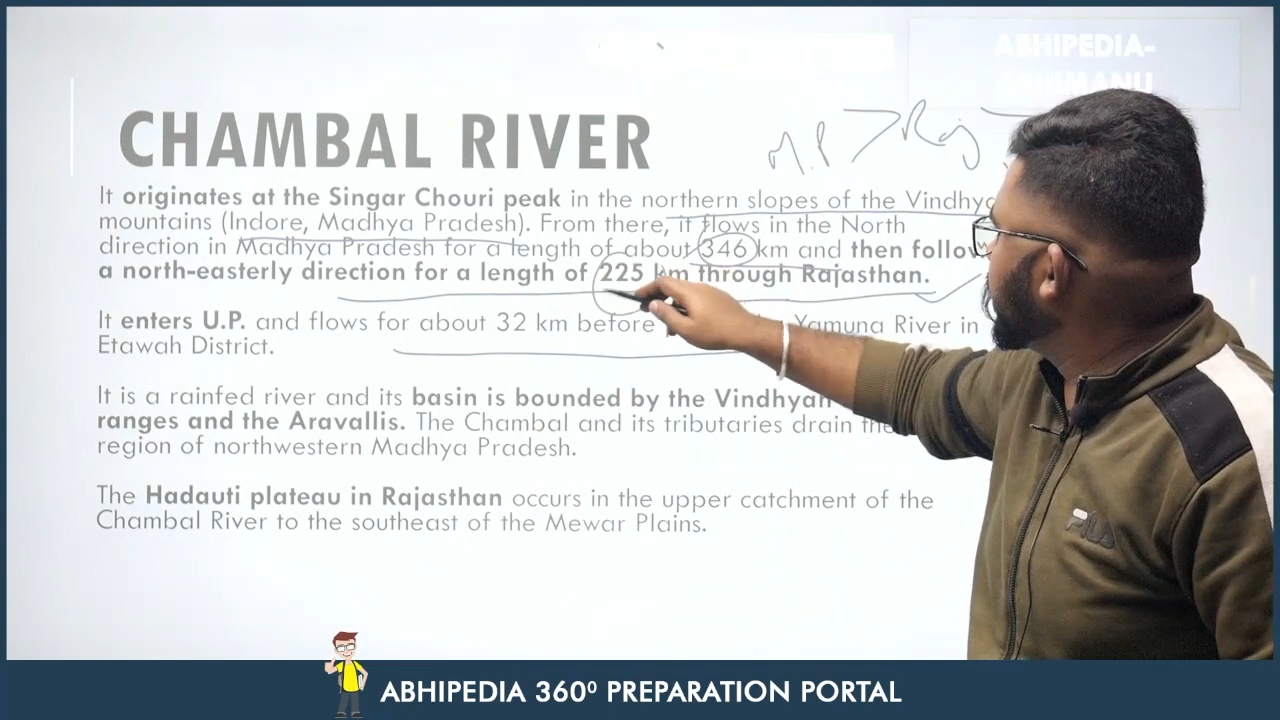 ABHIPEDIA-
CHAMBAL RIVER
M.P > Raj
It originates at the Singar Chouri peak in the northern slopes of the Vindhya
mountains (Indore, Madhya Pradesh). From there, it flows in the North
direction in Madhya Pradesh for a length of about 346 km and then follow
a north-easterly direction for a length of 225 km through Rajasthan.
It enters U.P. and flows for about 32 km before Yamuna River in
Etawah District.
It is a rainfed river and its basin is bounded by the Vindhyan
ranges and the Aravallis. The Chambal and its tributaries drain the
region of northwestern Madhya Pradesh.
The Hadauti plateau in Rajasthan occurs in the upper catchment of the
Chambal River to the southeast of the Mewar Plains.
FILA
ABHIPEDIA 360⁰ PREPARATION PORTAL